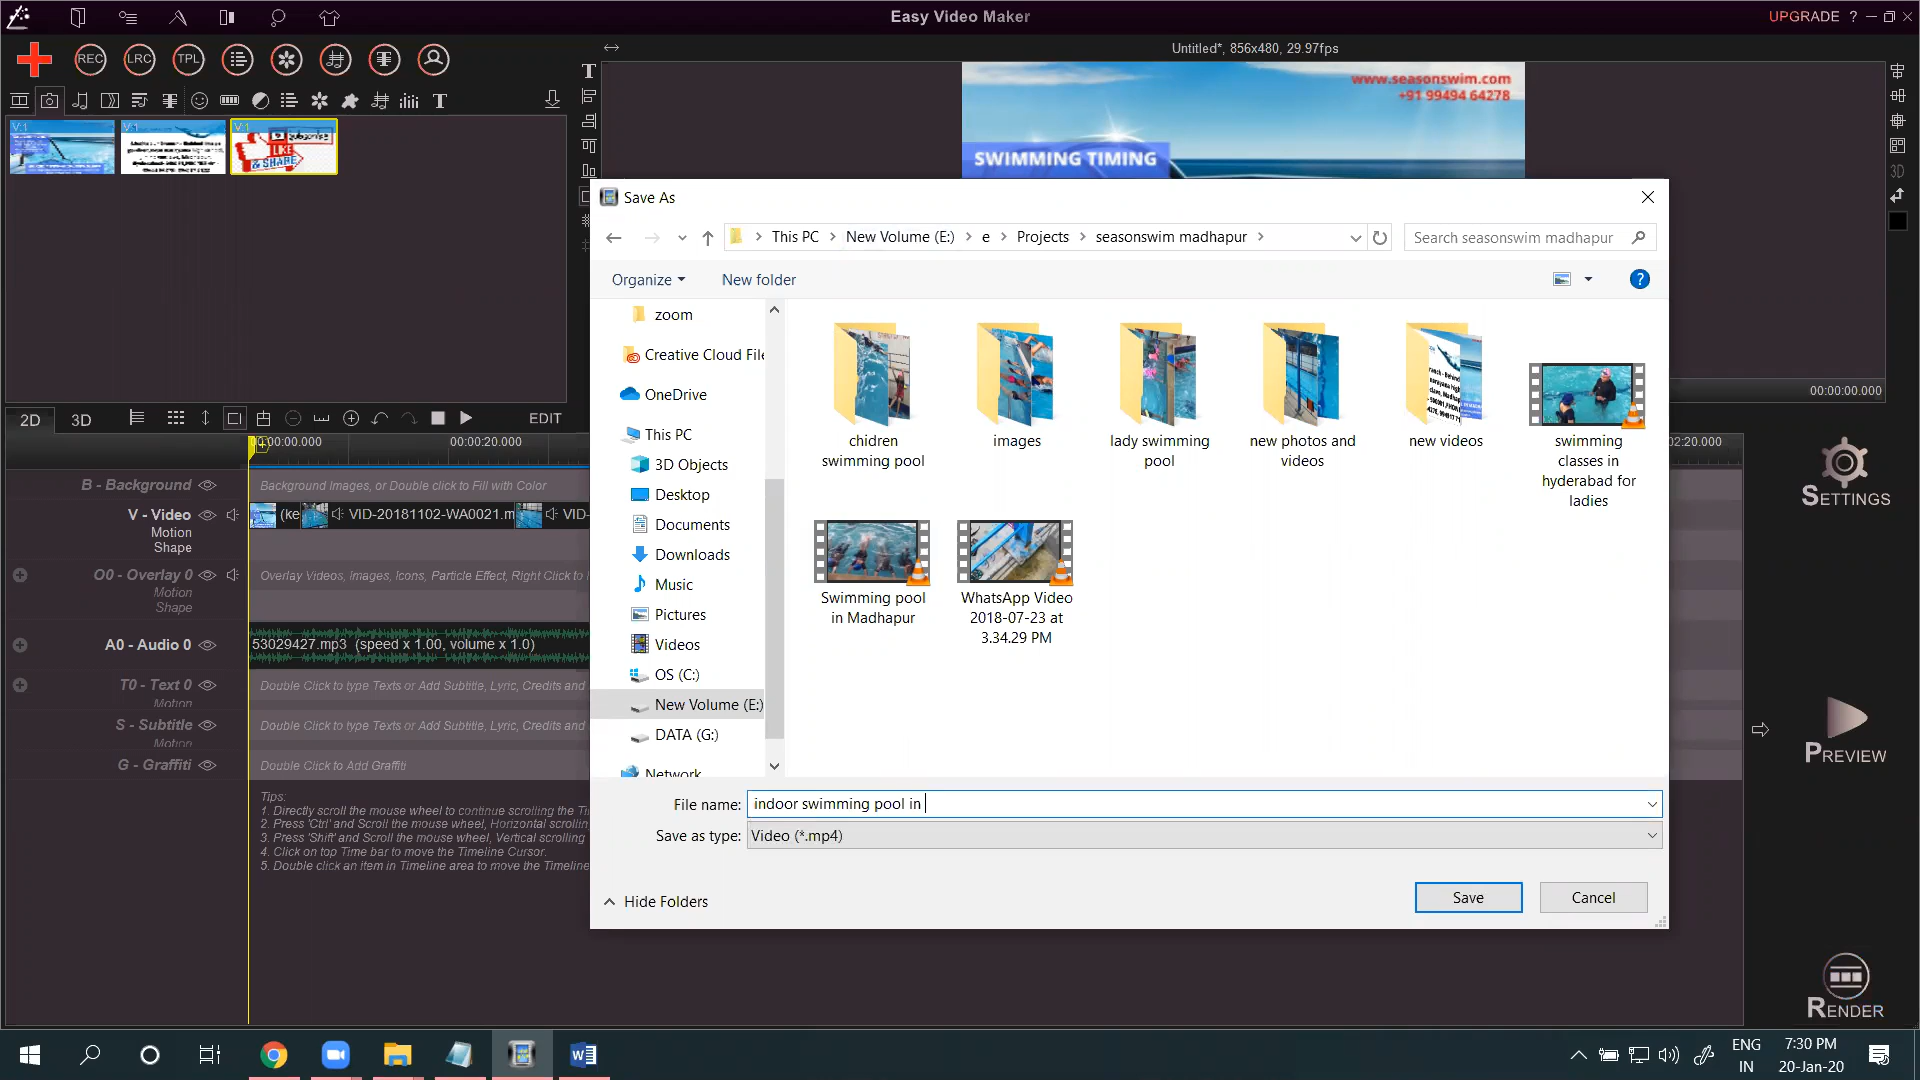 Easy Video Maker
UPGRADE ?
REC
LRC
TPL
Untitled*, 856x480, 29.97fps
V:1
V:1
V:1
subscribe
LIKE
& SHARE
www.seasonswim.com
+91 99494 64278
SWIMMING TIMING
3D
Save As
This PC
New Volume (E:)
e
Projects
seasonswim madhapur
Search seasonswim madhapur
Organize
New folder
zoom
Creative Cloud File
OneDrive
This PC
3D Objects
Desktop
Documents
Downloads
Music
Pictures
Videos
OS (C:)
New Volume (E:)
DATA (G:)
Network
chidren
swimming pool
images
lady swimming
pool
new photos and
videos
new videos
swimming
classes in
hyderabad for
ladies
Swimming pool
in Madhapur
WhatsApp Video
2018-07-23 at
3.34.29 PM
File name:
indoor swimming pool in
Save as type:
Video (*.mp4)
Hide Folders
Save
Cancel
00:00:00.000
2D
3D
EDIT
00:00:20.000
02:20.000
B - Background
Background Images, or Double click to Fill with Color
V - Video
Motion
Shape
(ke
VID-20181102-WA0021.m
VID-
O0 - Overlay 0
Motion
Shape
Overlay Videos, Images, Icons, Particle Effect, Right Click to
A0 - Audio 0
53029427.mp3 (speed x 1.00, volume x 1.0)
T0 - Text 0
Motion
Double Click to type Texts or Add Subtitle, Lyric, Credits and
S - Subtitle
Motion
Double Click to type Texts or Add Subtitle, Lyric, Credits and
G - Graffiti
Double Click to Add Graffiti
Tips:
1. Directly scroll the mouse wheel to continue scrolling the Ti
2. Press 'Ctrl' and Scroll the mouse wheel, Horizontal scrolling
3. Press 'Shift' and Scroll the mouse wheel, Vertical scrolling
4. Click on top Time bar to move the Timeline Cursor.
5. Double click an item in Timeline area to move the Timeline
SETTINGS
PREVIEW
RENDER
ENG
IN
7:30 PM
20-Jan-20